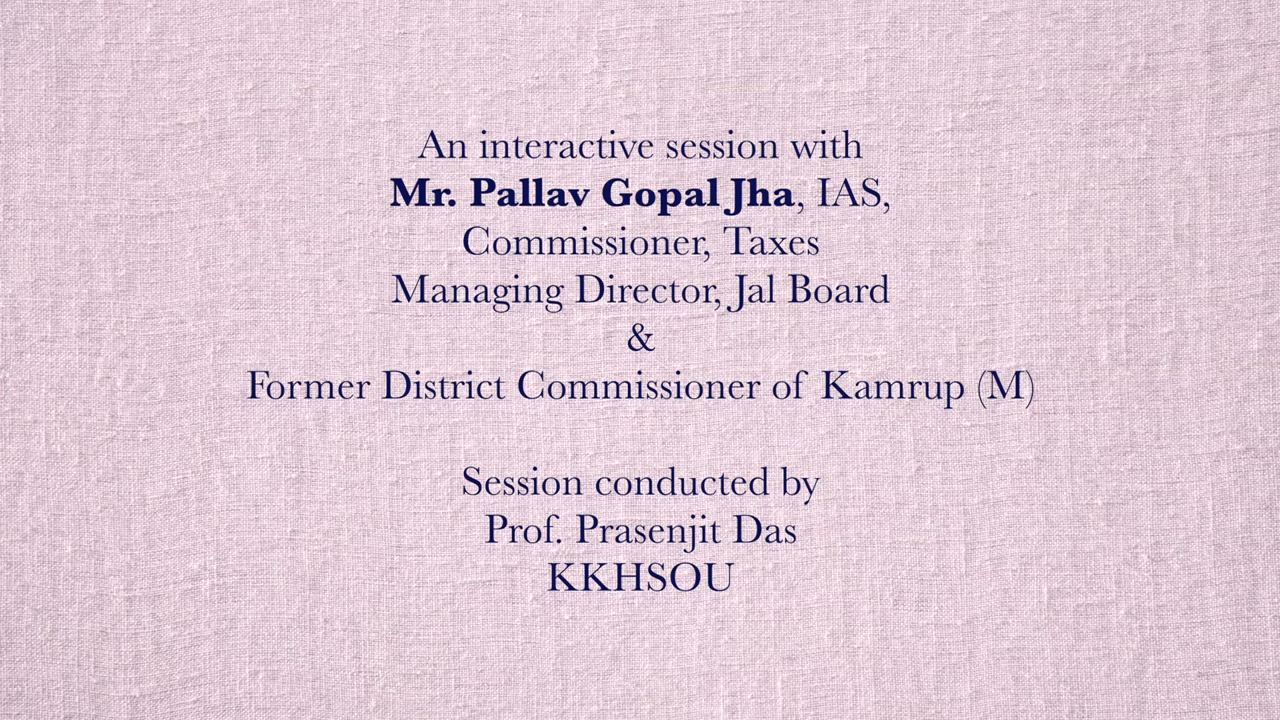 An interactive session with
Mr. Pallav Gopal Jha, IAS,
Commissioner, Taxes
Managing Director, Jal Board
&
Former District Commissioner of Kamrup (M)
Session conducted by
Prof. Prasenjit Das
KKHSOU